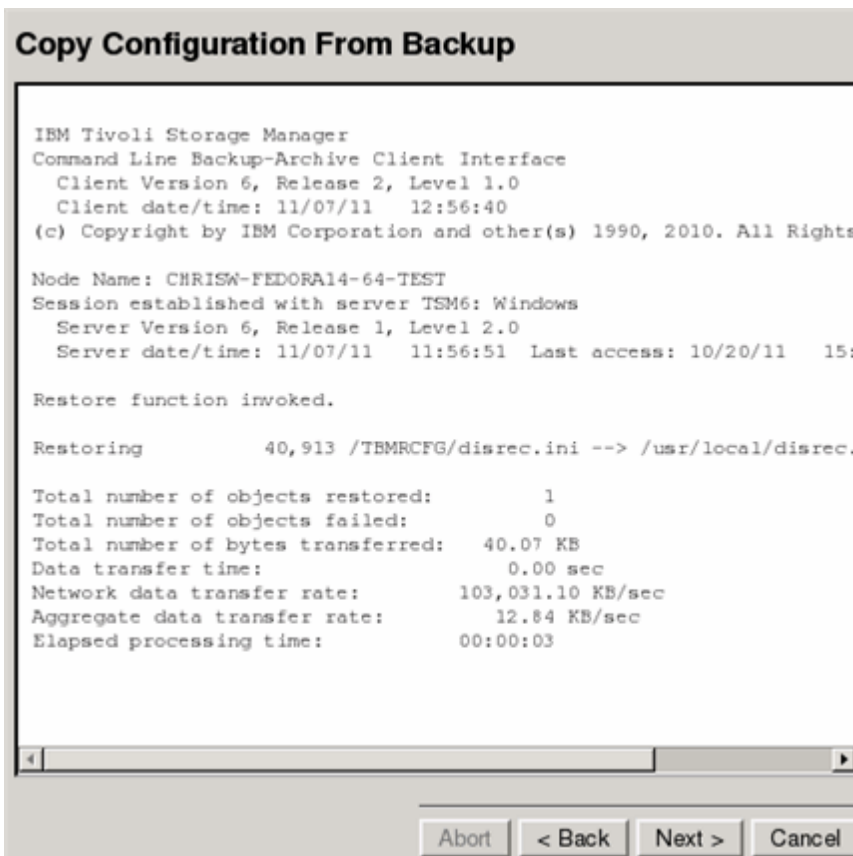 Copy Configuration From Backup
IBM Tivoli Storage Manager
Command Line Backup-Archive Client Interface
Client Version 6, Release 2, Level 1.0
Client date/time: 11/07/11 12:56:40
(c) Copyright by IBM Corporation and other(s) 1990, 2010. All Rights
Node Name: CHRISW-FEDORA14-64-TEST
Session established with server TSM6: Windows
Server Version 6, Release 1, Level 2.0
Server date/time: 11/07/11 11:56:51 Last access: 10/20/11 15:
Restore function invoked.
Restoring 40,913 /TBMRCFG/disrec.ini --> /usr/local/disrec.
Total number of objects restored: 1
Total number of objects failed: 0
Total number of bytes transferred: 40.07 KB
Data transfer time: 0.00 sec
Network data transfer rate: 103,031.10 KB/sec
Aggregate data transfer rate: 12.84 KB/sec
Elapsed processing time: 00:00:03
Abort < Back Next > Cancel